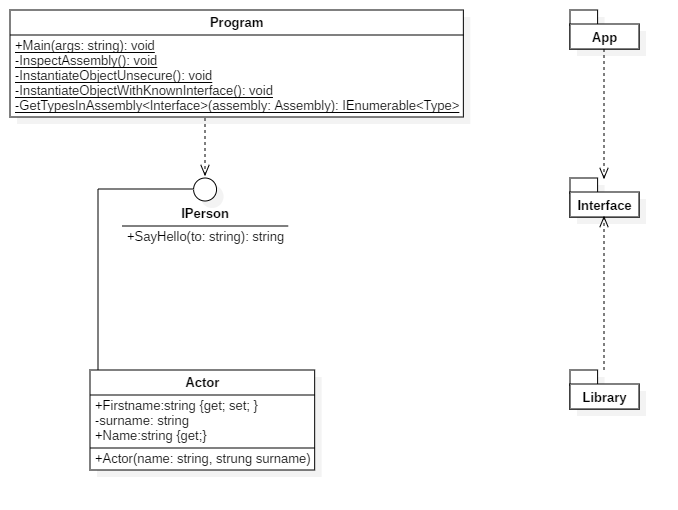 Program
+Main(args: string): void
-InspectAssembly(): void
-InstantiateObjectUnsecure(): void
-InstantiateObjectWithKnownInterface(): void
-GetTypesInAssembly<Interface>(assembly: Assembly): IEnumerable<Type>
IPerson
+SayHello(to: string): string
Actor
+Firstname:string {get; set; }
-surname: string
+Name:string {get;}
+Actor(name: string, strung surname)
App
Interface
Library